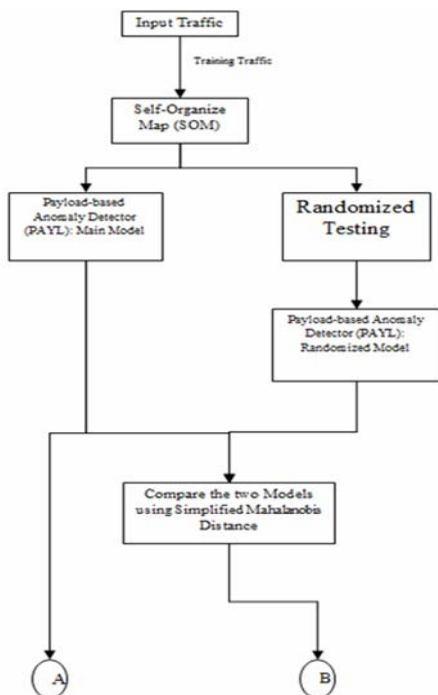 Input Traffic
Training Traffic
Self-Organize
Map (SOM)
Payload-based
Anomaly Detector
(PAYL): Main Model
Randomized
Testing
Payload-based Anomaly
Detector (PAYL):
Randomized Model
Compare the two Models
using Simplified Mahalanobis
Distance
A
B